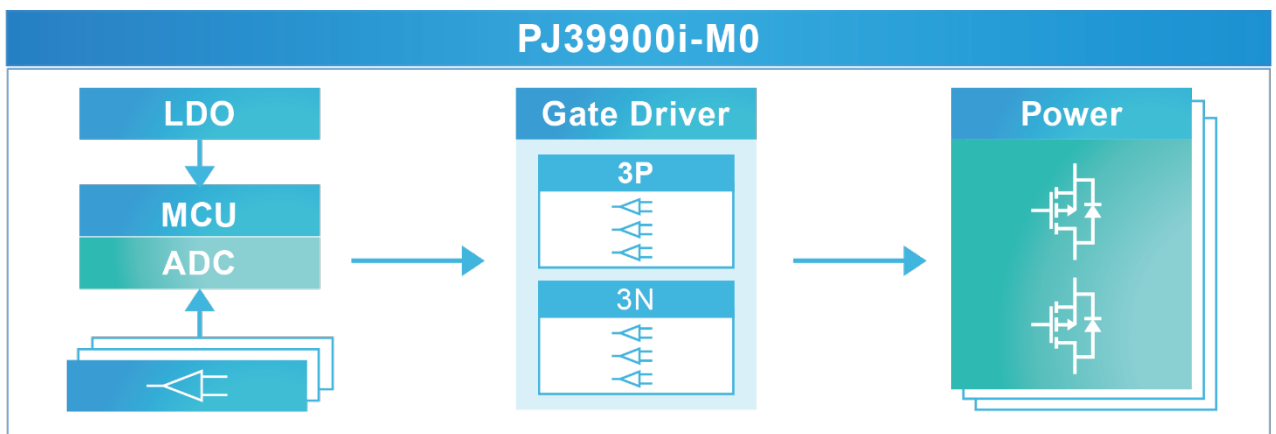 PJ39900i-M0
LDO
MCU
ADC
Gate Driver
3P
3N
Power